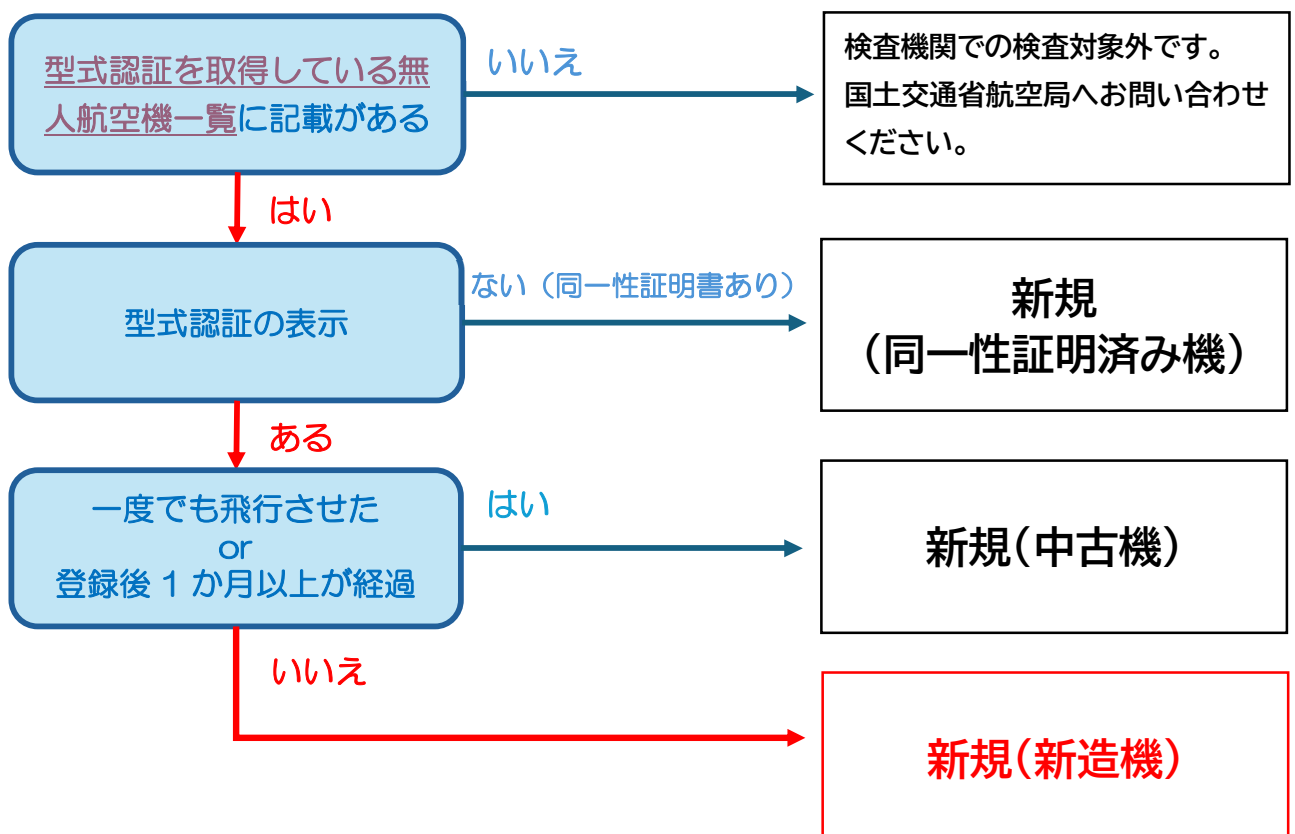 型式認証を取得している無
人航空機一覧に記載がある
いいえ
検査機関での検査対象外です。
国土交通省航空局へお問い合わせ
ください。
はい
型式認証の表示
ない（同一性証明書あり）
新規
（同一性証明済み機）
ある
一度でも飛行させた
or
登録後 1 か月以上が経過
はい
新規（中古機）
いいえ
新規（新造機）